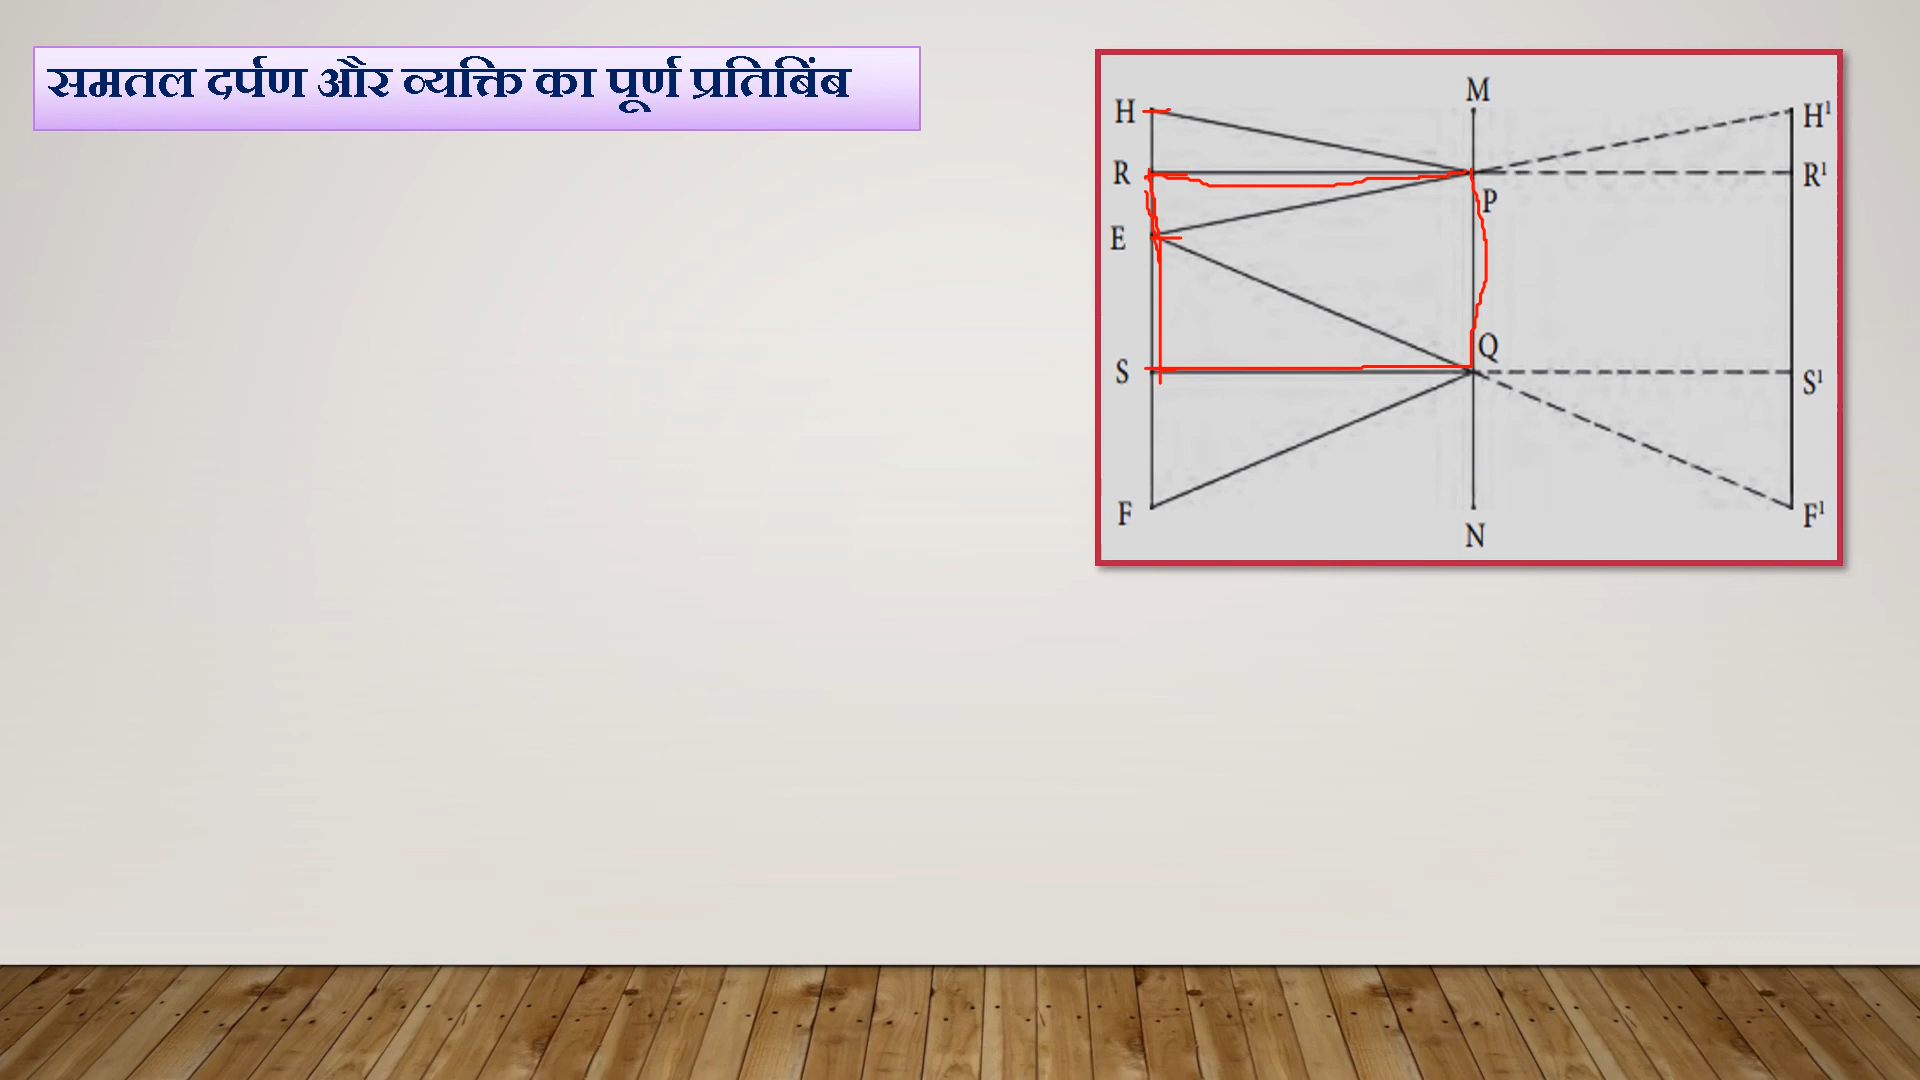 समतल दर्पण और व्यक्ति का पूर्ण प्रतिबिंब
M
H H¹
R R¹
P
E
Q
S S¹
F F¹
N